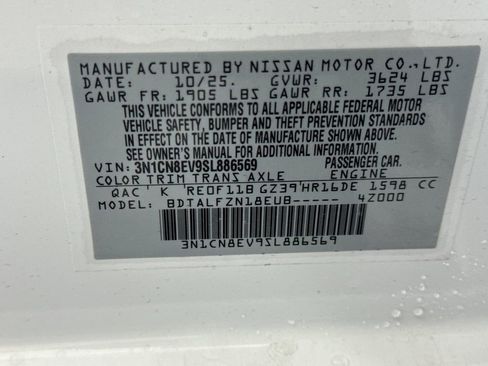 MANUFACTURED BY NISSAN MOTOR CO.,LTD.
DATE: 10/25. GVWR: 3624 LBS
GAWR FR: 1905 LBS GAWR RR: 1735 LBS
THIS VEHICLE CONFORMS TO ALL APPLICABLE FEDERAL MOTOR
VEHICLE SAFETY, BUMPER AND THEFT PREVENTION STANDARDS
IN EFFECT ON THE DATE OF MANUFACTURE SHOWN ABOVE.
SEE OWNER'S MANUAL FOR ADDITIONAL INFORMATION.
VIN: 3N1CN8EV9SL886569 PASSENGER CAR.
COLOR TRIM TRANS AXLE ENGINE
QAC' K 'RE0F11B GZ39'HR16DE 1598 CC
MODEL: BDTALFZN18EUB----- 4Z000
3N1CN8EV9SL886569